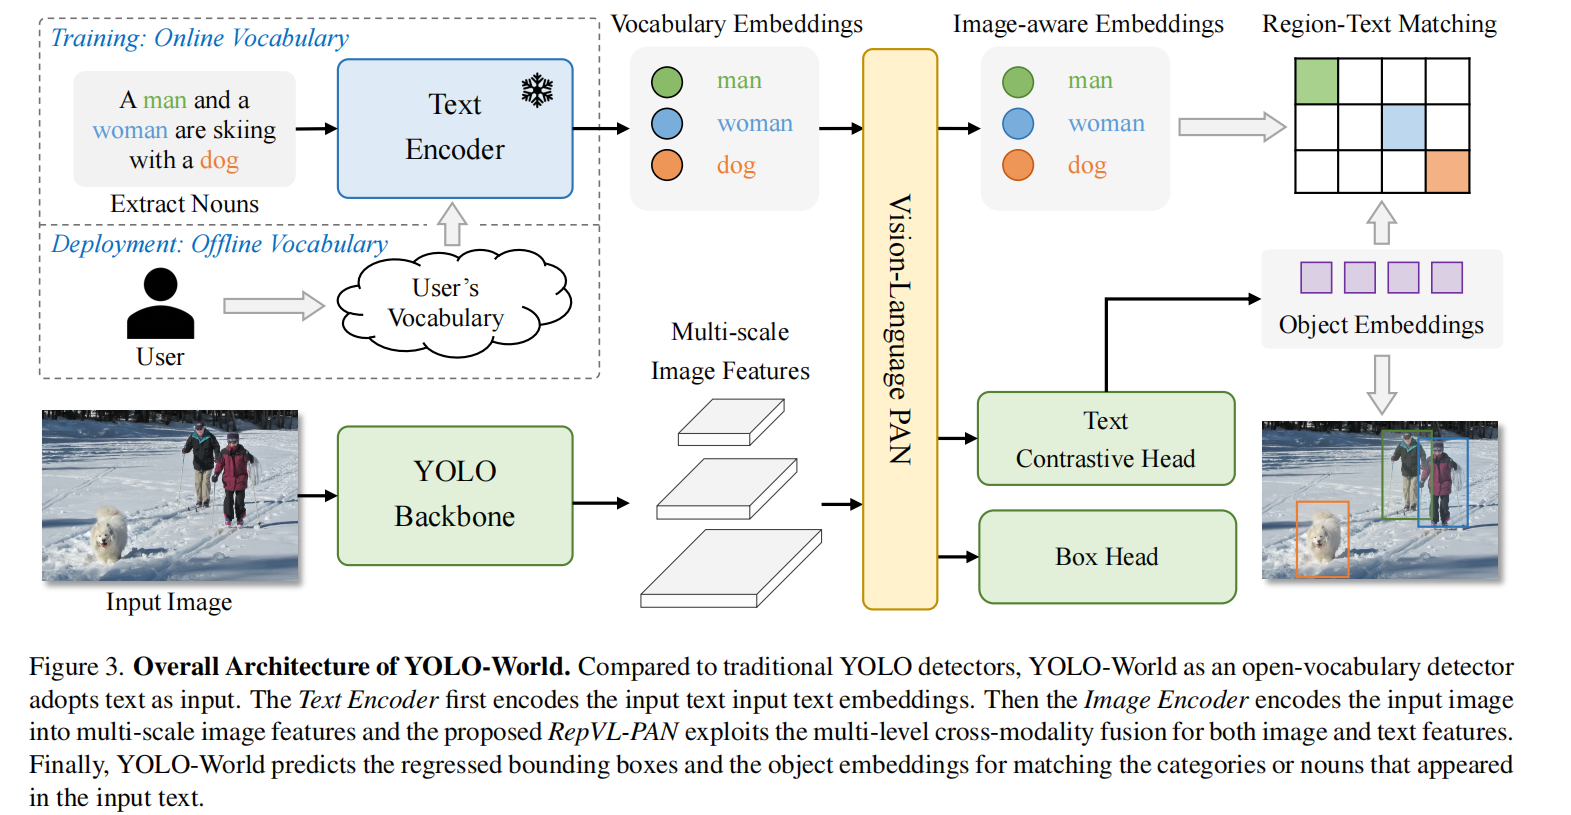 Training: Online Vocabulary
A man and a
woman are skiing
with a dog
Extract Nouns
Text
Encoder
Deployment: Offline Vocabulary
User
User's
Vocabulary
Vocabulary Embeddings
man
woman
dog
Image-aware Embeddings
man
woman
dog
Region-Text Matching
Vision-Language PAN
Object Embeddings
Multi-scale
Image Features
Input Image
YOLO
Backbone
Text
Contrastive Head
Box Head
Figure 3. Overall Architecture of YOLO-World. Compared to traditional YOLO detectors, YOLO-World as an open-vocabulary detector
adopts text as input. The Text Encoder first encodes the input text input text embeddings. Then the Image Encoder encodes the input image
into multi-scale image features and the proposed RepVL-PAN exploits the multi-level cross-modality fusion for both image and text features.
Finally, YOLO-World predicts the regressed bounding boxes and the object embeddings for matching the categories or nouns that appeared
in the input text.